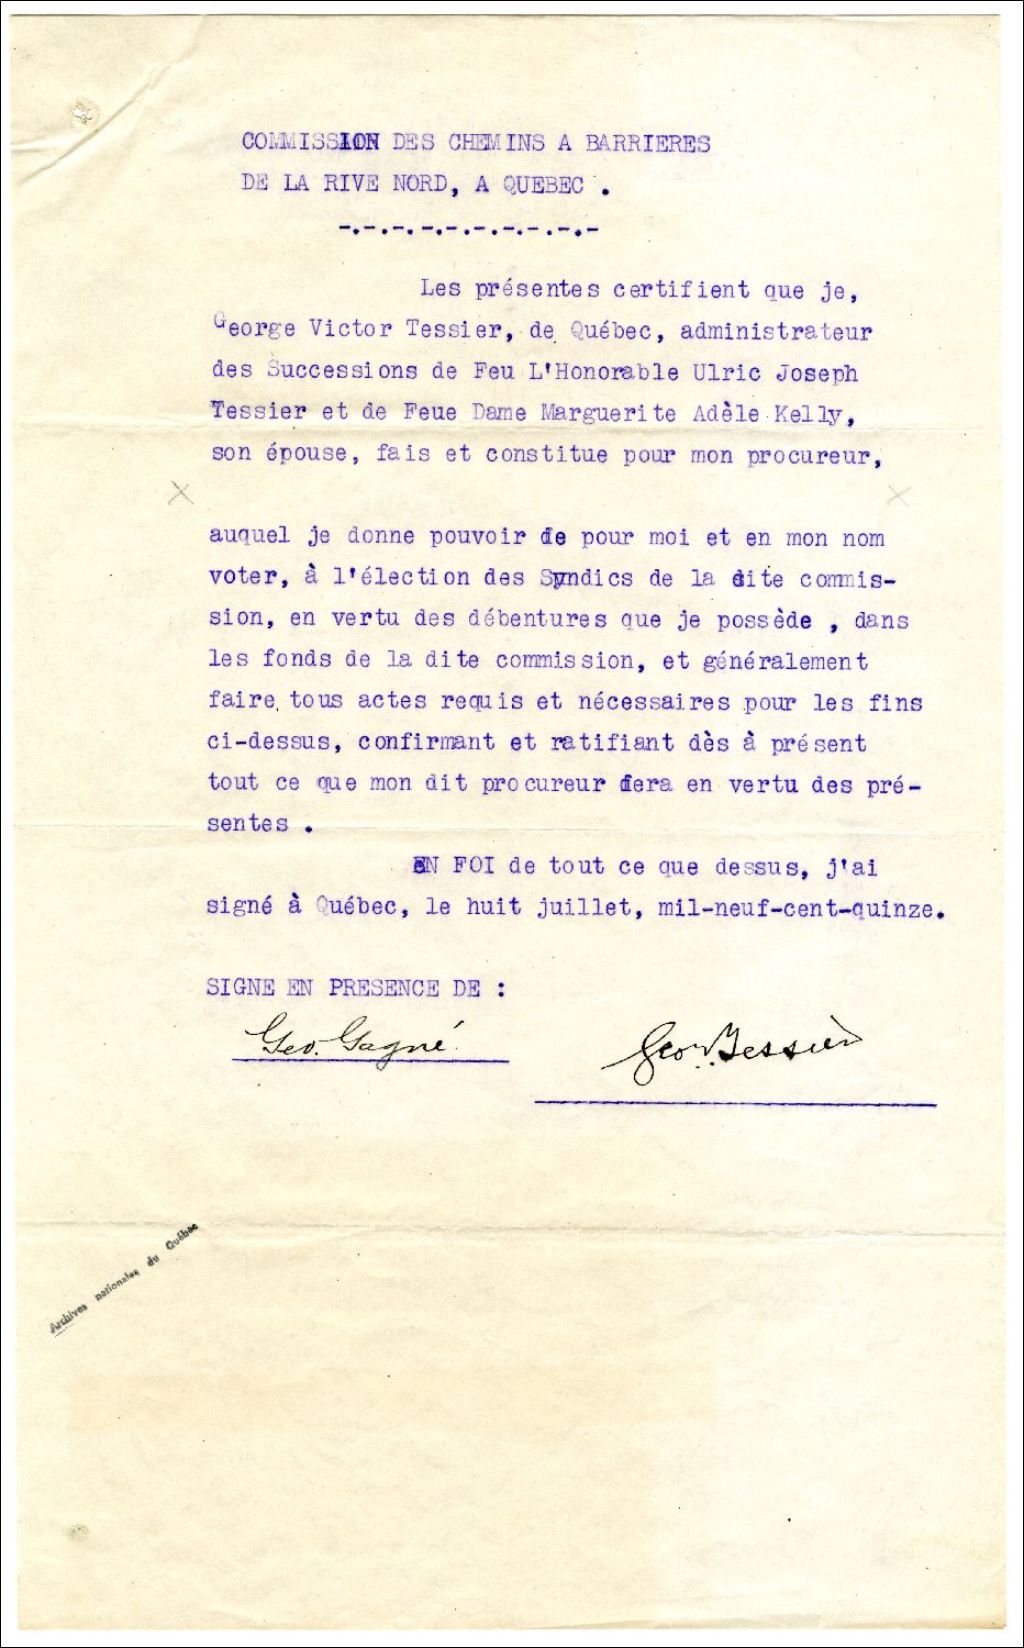 COMMISSION DES CHEMINS A BARRIERES
DE LA RIVE NORD, A QUEBEC .
-.-.-.-.-.-.-.-.-.-
Les présentes certifient que je,
George Victor Tessier, de Québec, administrateur
des Successions de Feu L'Honorable Ulric Joseph
Tessier et de Feue Dame Marguerite Adèle Kelly,
son épouse, fais et constitue pour mon procureur,
X X
auquel je donne pouvoir de pour moi et en mon nom
voter, à l'élection des Syndics de la dite commis-
sion, en vertu des débentures que je possède , dans
les fonds de la dite commission, et généralement
faire tous actes requis et nécessaires pour les fins
ci-dessus, confirmant et ratifiant dès à présent
tout ce que mon dit procureur fera en vertu des pré-
sentes .
EN FOI de tout ce que dessus, j'ai
signé à Québec, le huit juillet, mil-neuf-cent-quinze.
SIGNE EN PRESENCE DE :
Geo. Gagné
Geo V. Tessier
Archives nationales du Québec